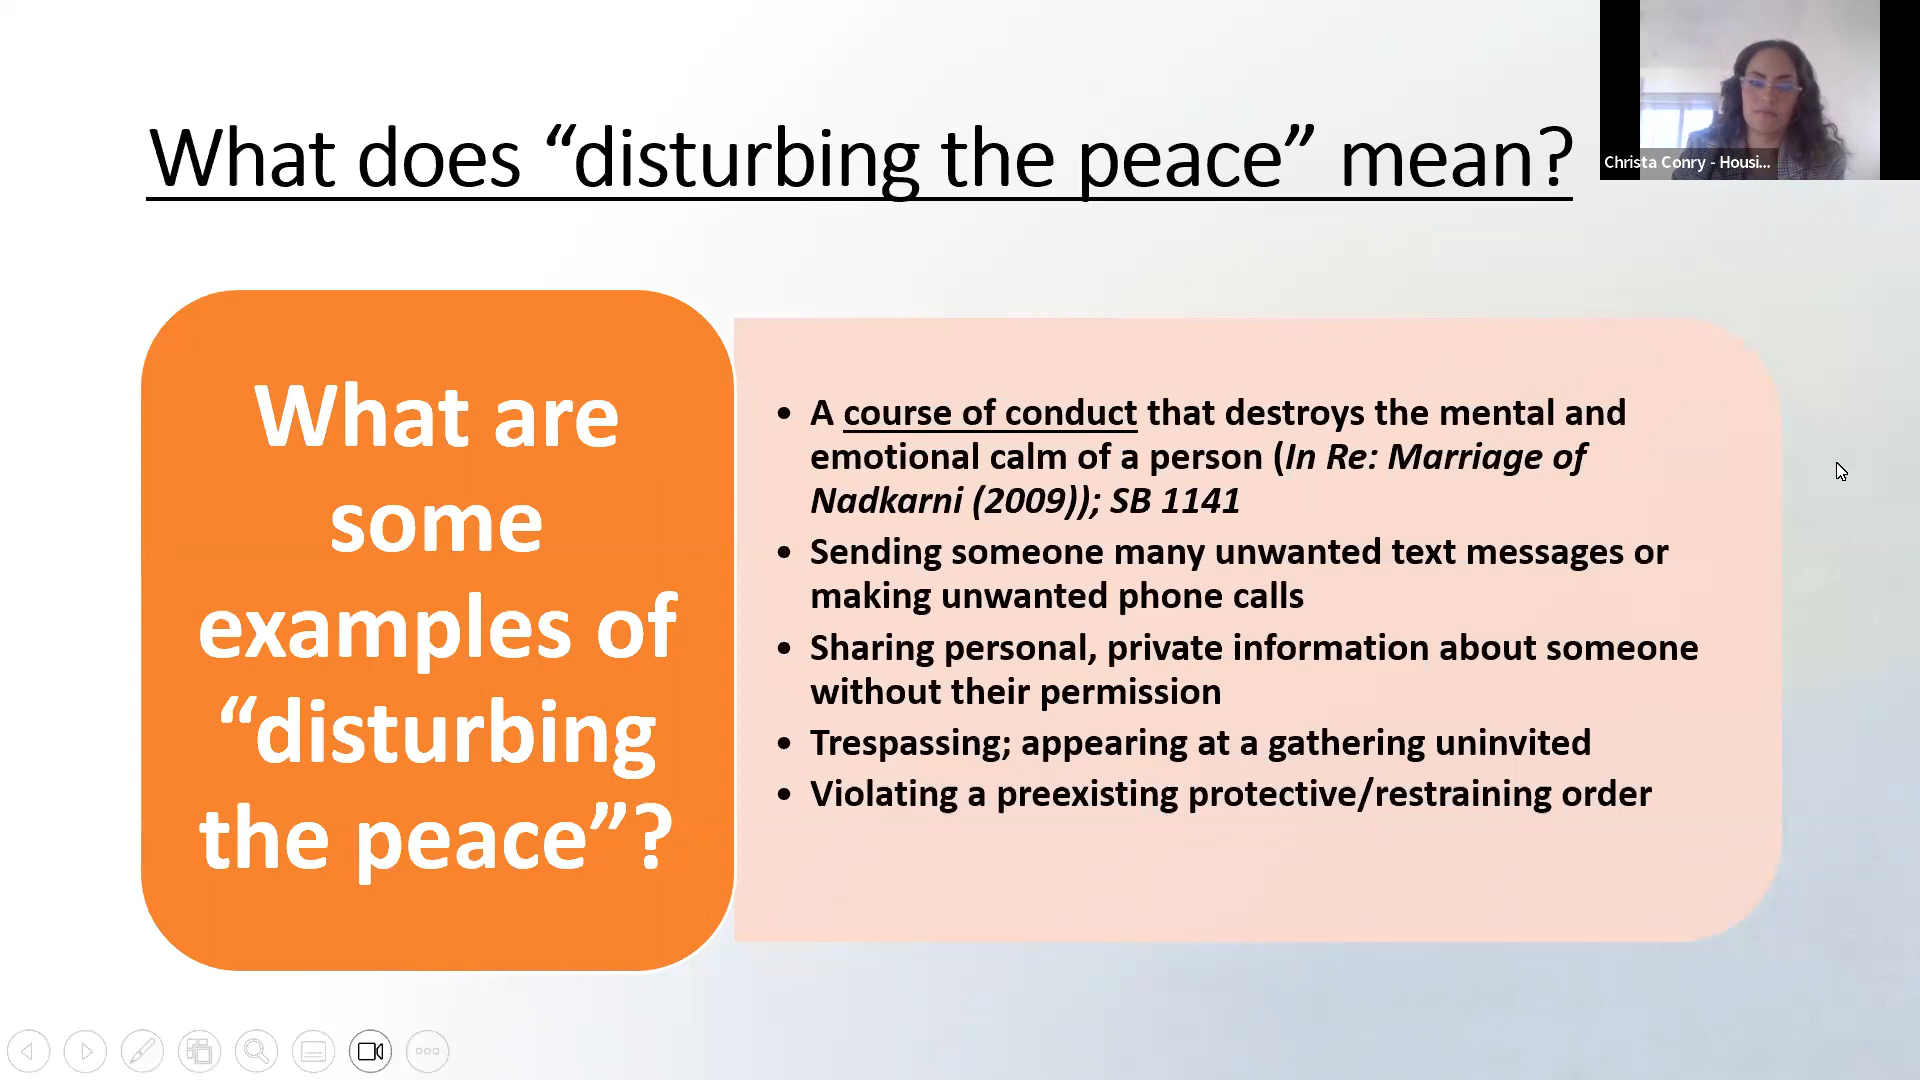 What does “disturbing the peace” mean?
Christa Conry - Housi...
What are
some
examples of
“disturbing
the peace”?
• A course of conduct that destroys the mental and
emotional calm of a person (In Re: Marriage of
Nadkarni (2009)); SB 1141
• Sending someone many unwanted text messages or
making unwanted phone calls
• Sharing personal, private information about someone
without their permission
• Trespassing; appearing at a gathering uninvited
• Violating a preexisting protective/restraining order